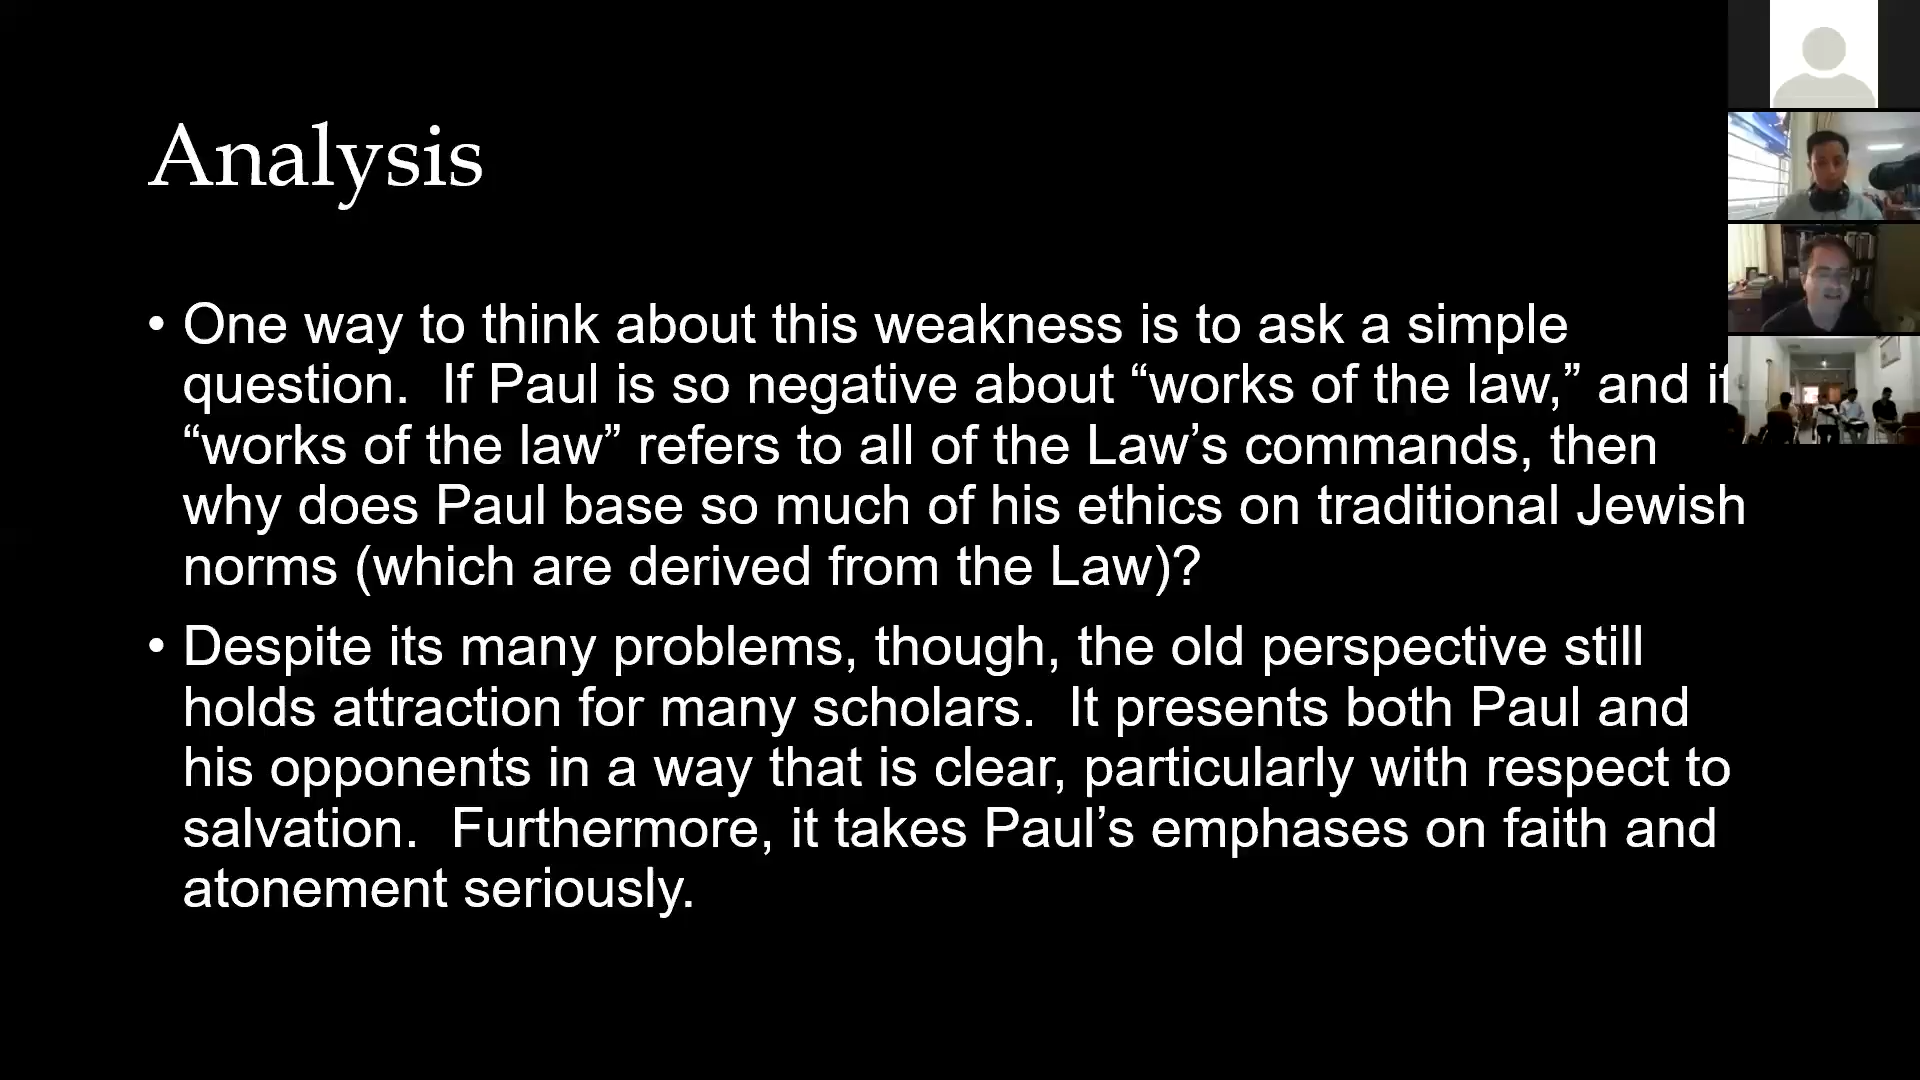 Analysis
• One way to think about this weakness is to ask a simple
question.  If Paul is so negative about “works of the law,” and if
“works of the law” refers to all of the Law’s commands, then
why does Paul base so much of his ethics on traditional Jewish
norms (which are derived from the Law)?
• Despite its many problems, though, the old perspective still
holds attraction for many scholars.  It presents both Paul and
his opponents in a way that is clear, particularly with respect to
salvation.  Furthermore, it takes Paul’s emphases on faith and
atonement seriously.